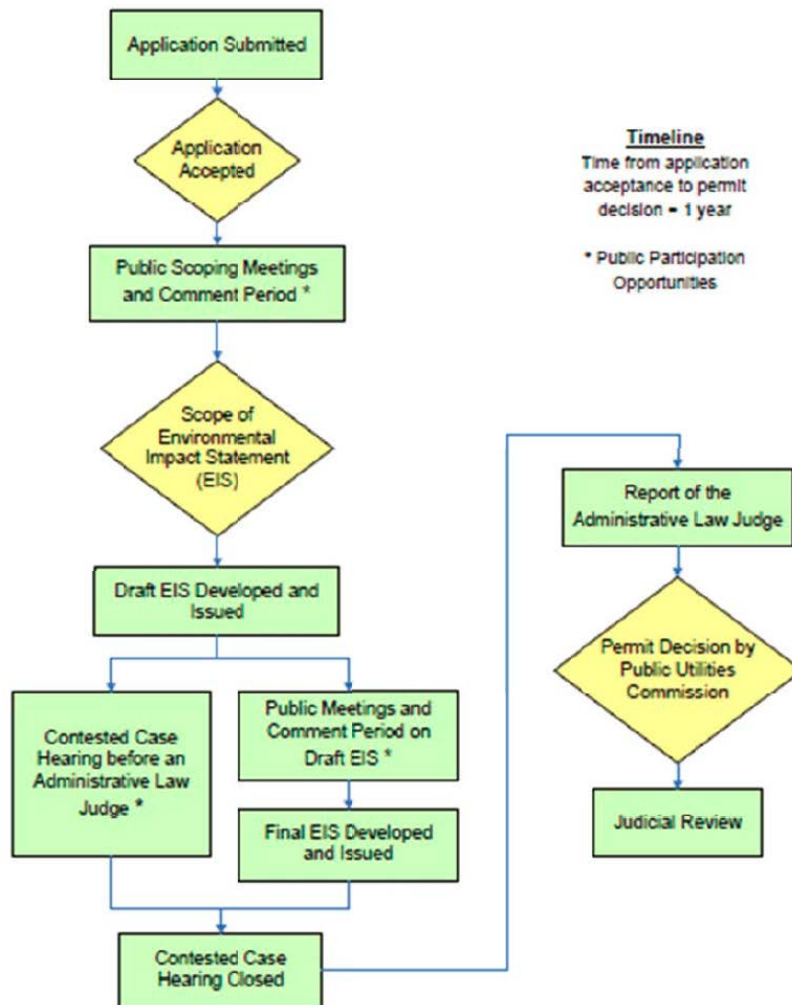 Application Submitted
Application
Accepted
Public Scoping Meetings
and Comment Period *
Scope of
Environmental
Impact Statement
(EIS)
Draft EIS Developed and
Issued
Contested Case
Hearing before an
Administrative Law
Judge *
Public Meetings and
Comment Period on
Draft EIS *
Final EIS Developed
and Issued
Contested Case
Hearing Closed
Timeline
Time from application
acceptance to permit
decision = 1 year
* Public Participation
Opportunities
Report of the
Administrative Law Judge
Permit Decision by
Public Utilities
Commission
Judicial Review